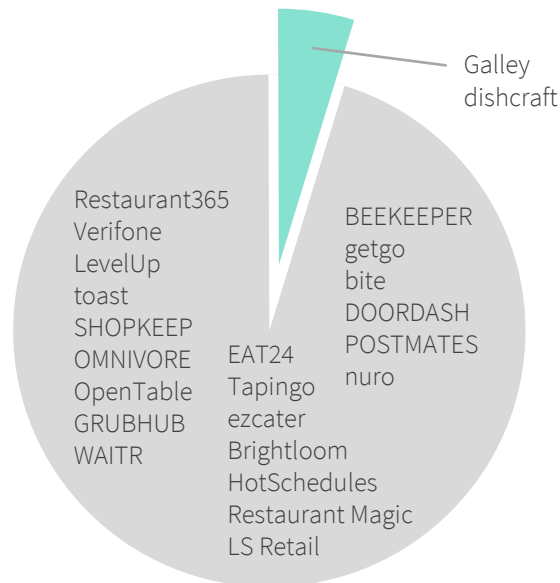 Galley
dishcraft
Restaurant365
Verifone
LevelUp
toast
SHOPKEEP
OMNIVORE
OpenTable
GRUBHUB
WAITR
EAT24
Tapingo
ezcater
Brightloom
HotSchedules
Restaurant Magic
LS Retail
BEEKEEPER
getgo
bite
DOORDASH
POSTMATES
nuro